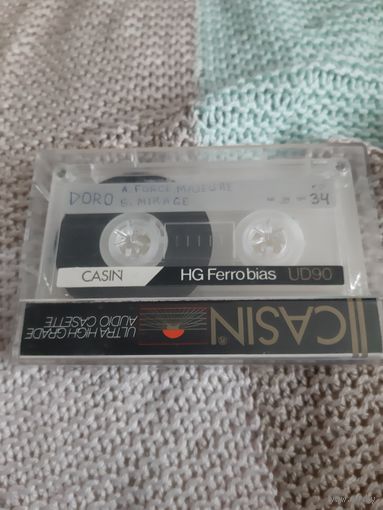 DORO
A. FORCE MAJEURE
B. MIRAGE
34
CASIN HG Ferro bias UD90
CASIN®
ULTRA HIGH GRADE
AUDIO CASETTE